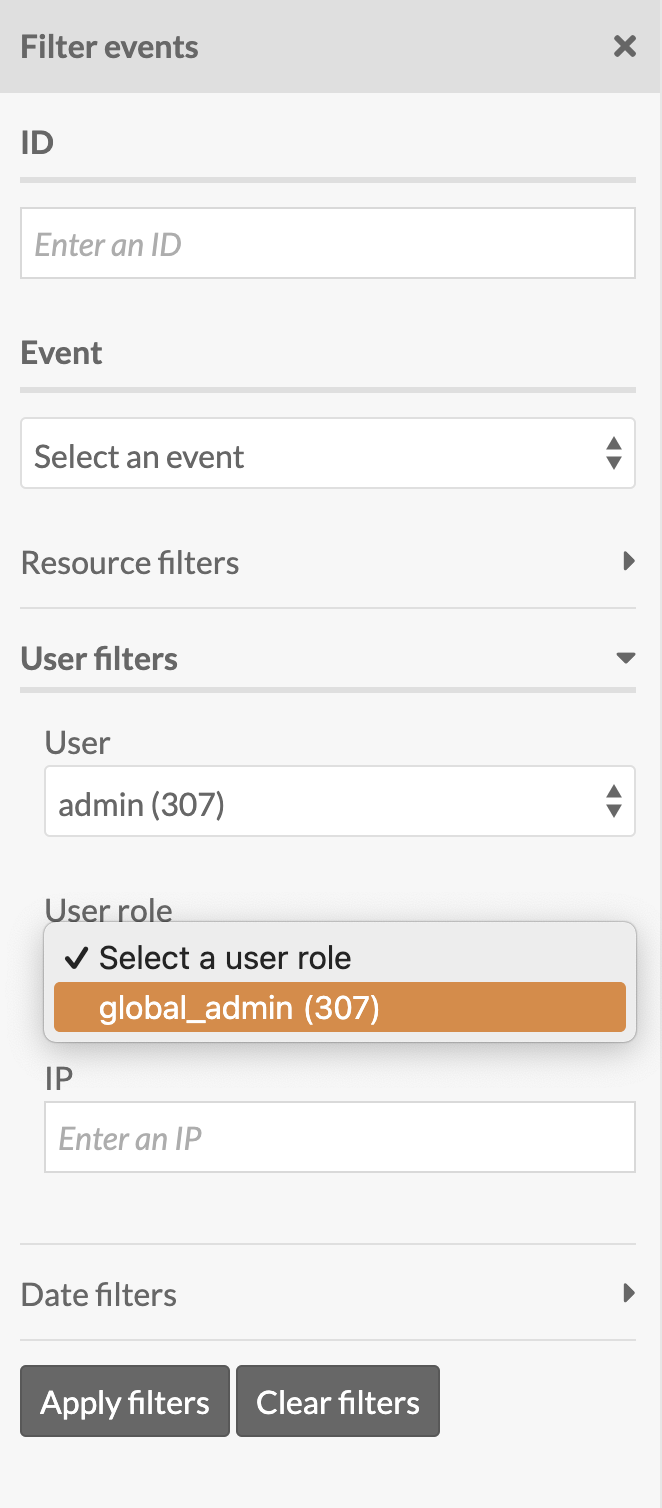 Filter events
ID
Enter an ID
Event
Select an event
Resource filters
User filters
User
admin (307)
User role
✓ Select a user role
global_admin (307)
IP
Enter an IP
Date filters
Apply filters
Clear filters